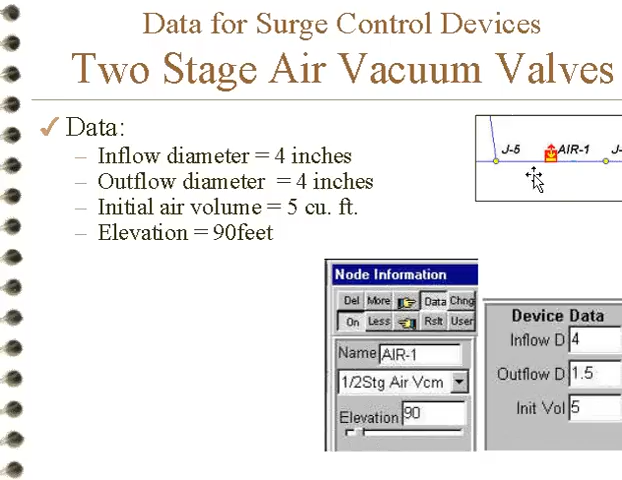 Data for Surge Control Devices
Two Stage Air Vacuum Valves
✓ Data:
– Inflow diameter = 4 inches
– Outflow diameter  = 4 inches
– Initial air volume = 5 cu. ft.
– Elevation = 90feet
J-5 AIR-1 J-
Node Information
Del More Data Chng
On Less Rslt User
Name AIR-1
1/2Stg Air Vcm
Elevation 90
Device Data
Inflow D 4
Outflow D 1.5
Init Vol 5